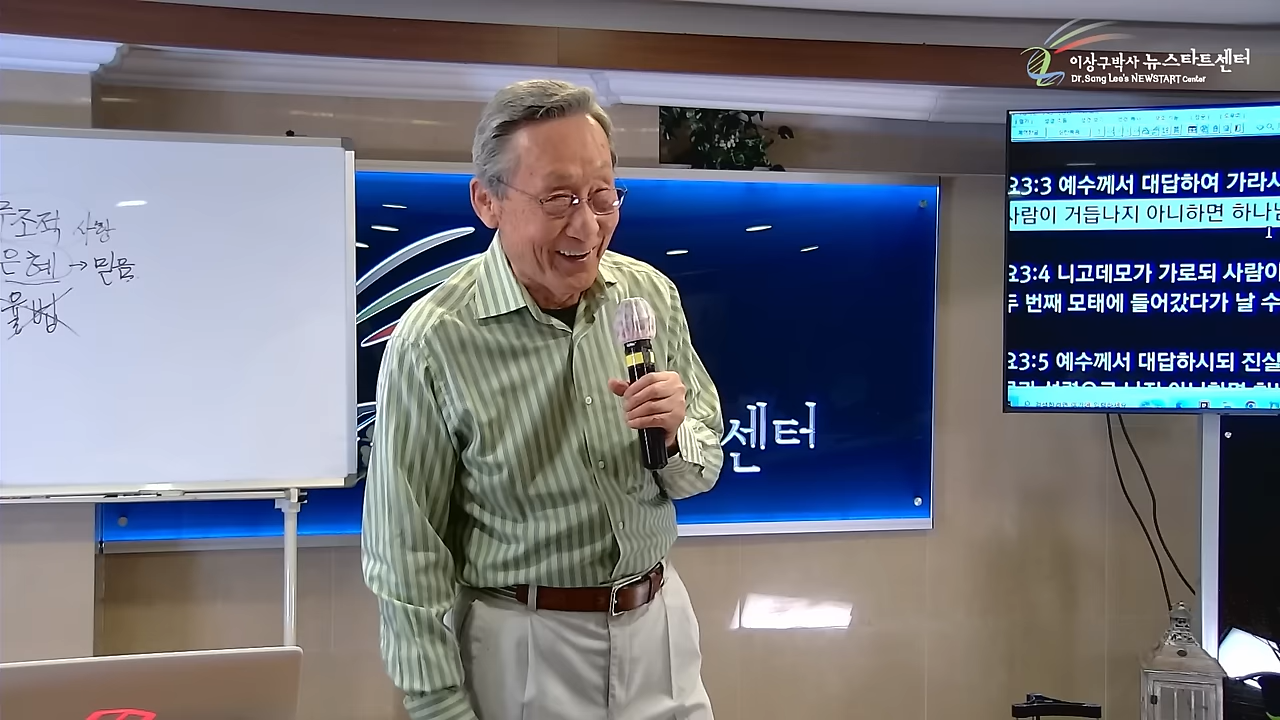 이상구박사 뉴스타트센터
Dr. Sang Lee's NEWSTART Center
조적 사랑
은혜→믿음
율법
센터
요3:3 예수께서 대답하여 가라사
사람이 거듭나지 아니하면 하나님
요3:4 니고데모가 가로되 사람이
두 번째 모태에 들어갔다가 날 수
요3:5 예수께서 대답하시되 진실